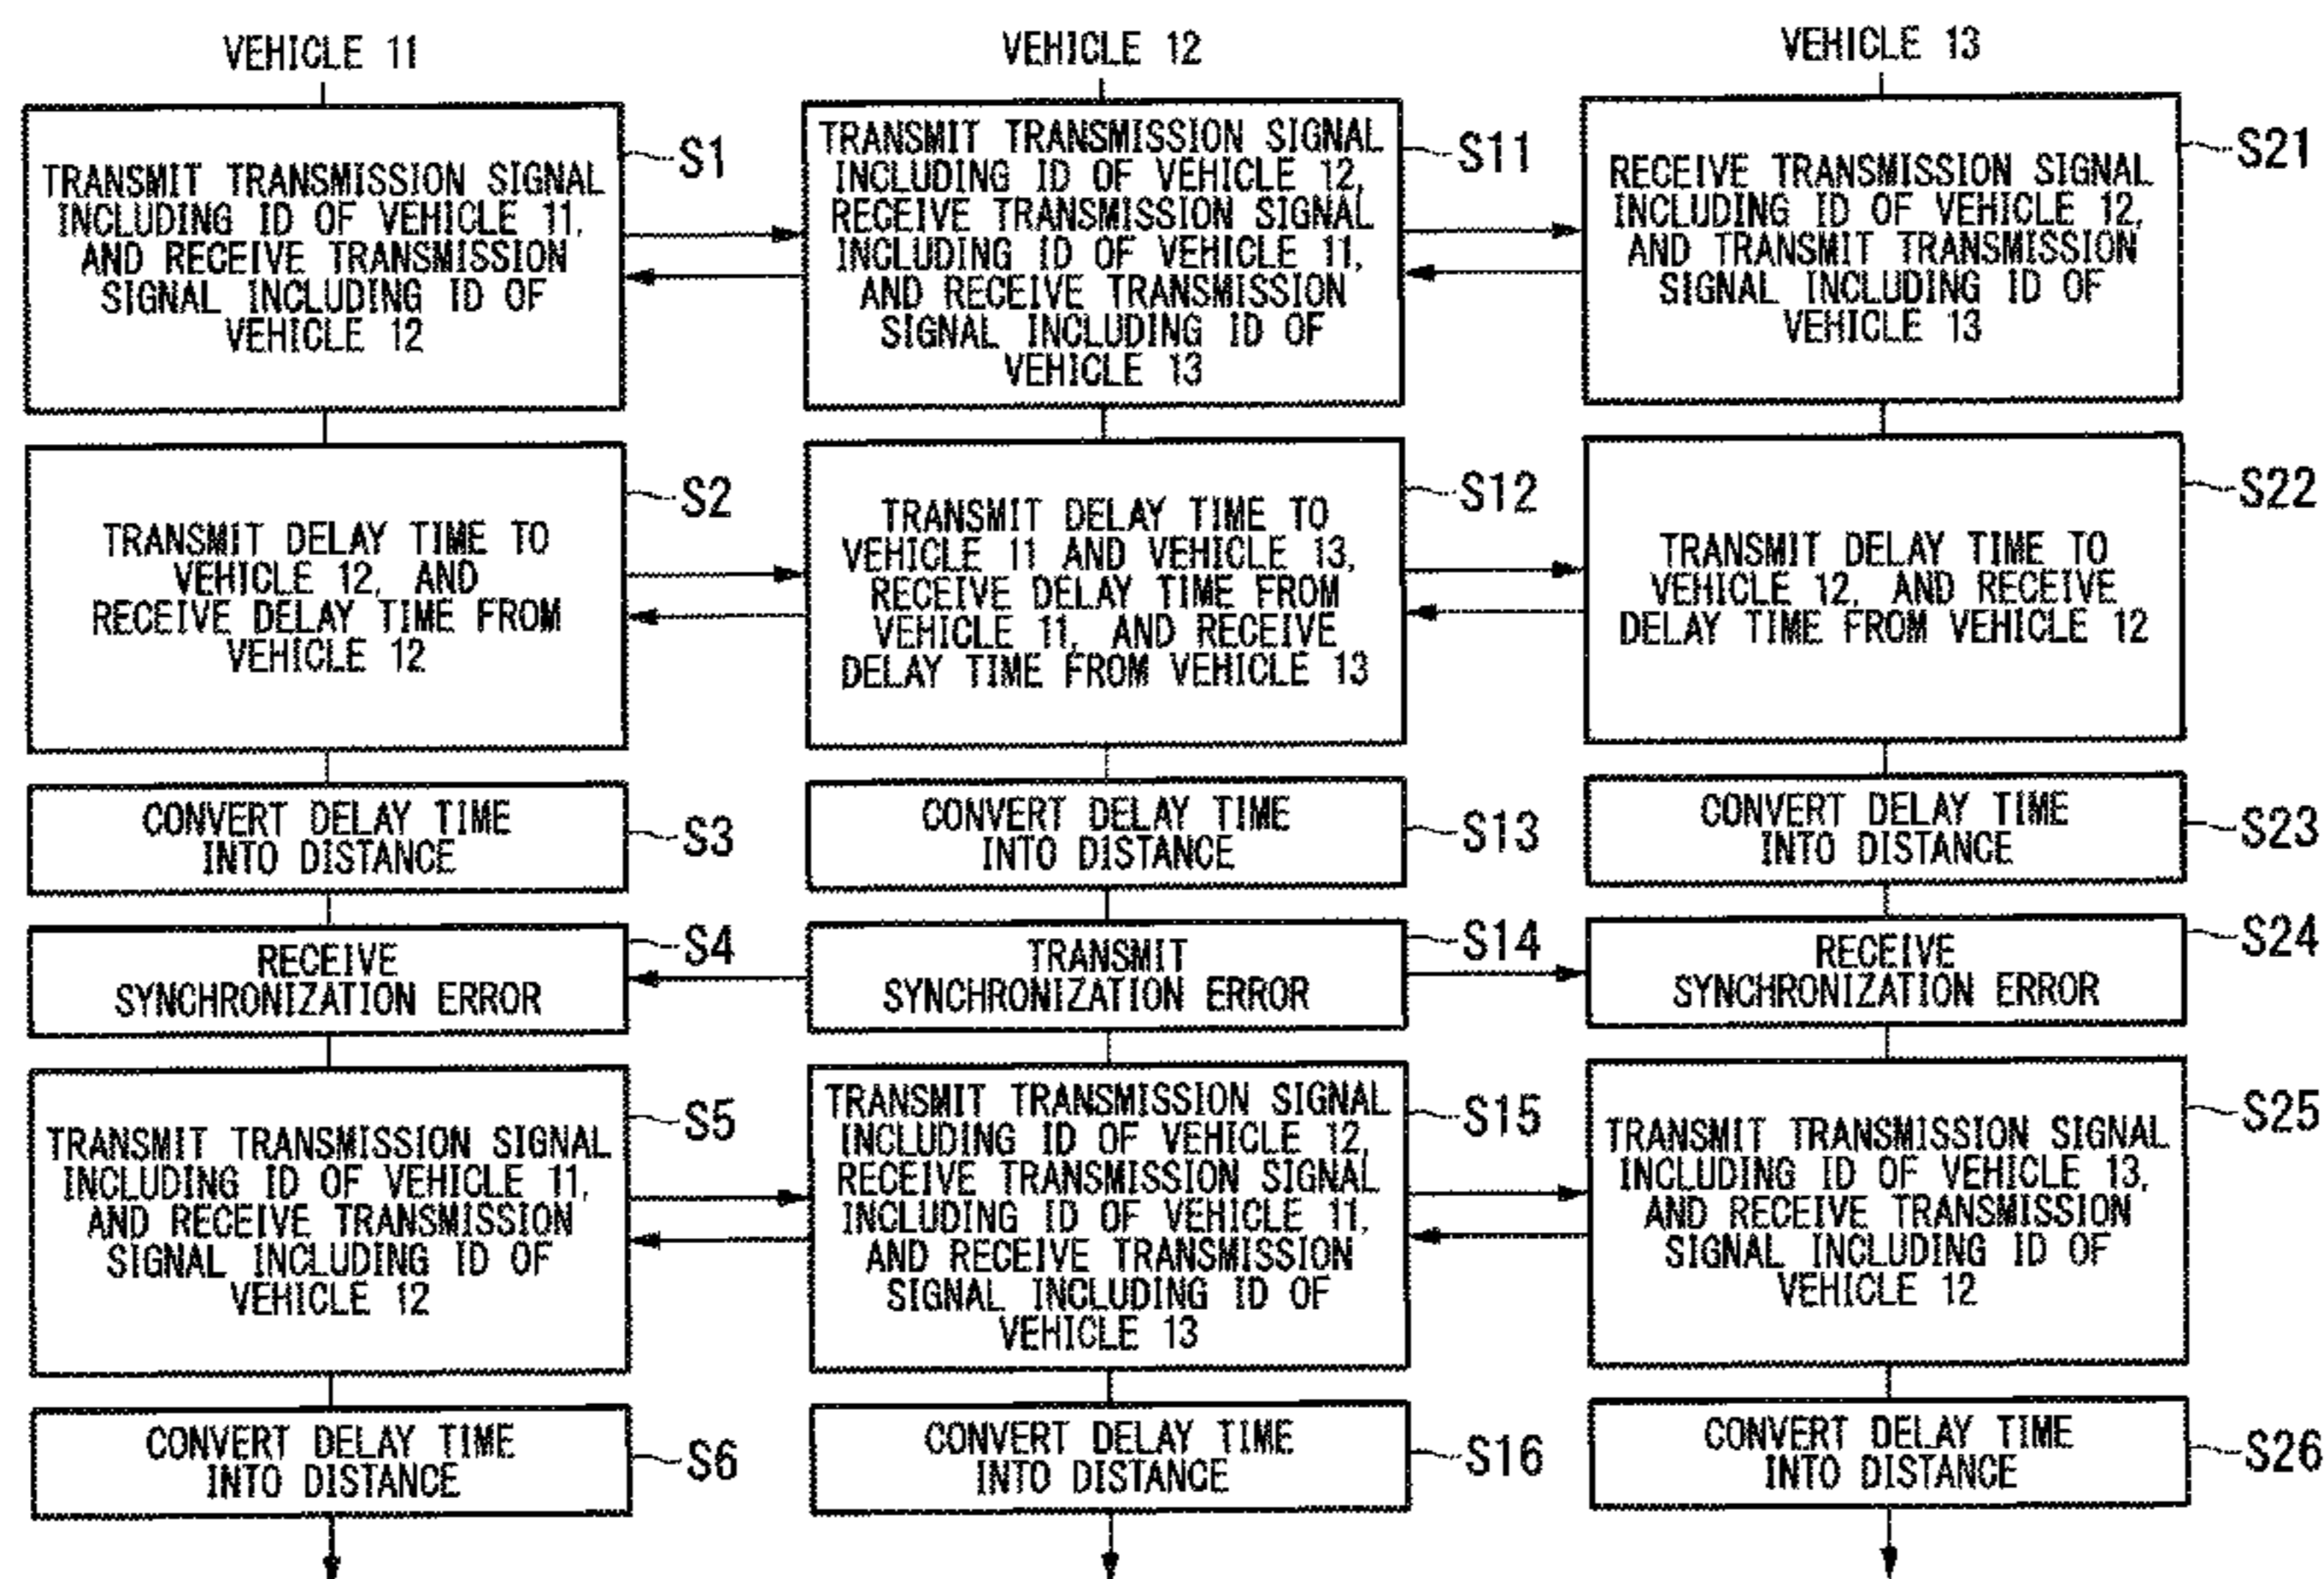 VEHICLE 11
VEHICLE 12
VEHICLE 13
TRANSMIT TRANSMISSION SIGNAL
INCLUDING ID OF VEHICLE 11,
AND RECEIVE TRANSMISSION
SIGNAL INCLUDING ID OF
VEHICLE 12
S1
TRANSMIT TRANSMISSION SIGNAL
INCLUDING ID OF VEHICLE 12,
RECEIVE TRANSMISSION SIGNAL
INCLUDING ID OF VEHICLE 11,
AND RECEIVE TRANSMISSION
SIGNAL INCLUDING ID OF
VEHICLE 13
S11
RECEIVE TRANSMISSION SIGNAL
INCLUDING ID OF VEHICLE 12,
AND TRANSMIT TRANSMISSION
SIGNAL INCLUDING ID OF
VEHICLE 13
S21
TRANSMIT DELAY TIME TO
VEHICLE 12, AND
RECEIVE DELAY TIME FROM
VEHICLE 12
S2
TRANSMIT DELAY TIME TO
VEHICLE 11 AND VEHICLE 13,
RECEIVE DELAY TIME FROM
VEHICLE 11, AND RECEIVE
DELAY TIME FROM VEHICLE 13
S12
TRANSMIT DELAY TIME TO
VEHICLE 12, AND RECEIVE
DELAY TIME FROM VEHICLE 12
S22
CONVERT DELAY TIME
INTO DISTANCE
S3
CONVERT DELAY TIME
INTO DISTANCE
S13
CONVERT DELAY TIME
INTO DISTANCE
S23
RECEIVE
SYNCHRONIZATION ERROR
S4
TRANSMIT
SYNCHRONIZATION ERROR
S14
RECEIVE
SYNCHRONIZATION ERROR
S24
TRANSMIT TRANSMISSION SIGNAL
INCLUDING ID OF VEHICLE 11,
AND RECEIVE TRANSMISSION
SIGNAL INCLUDING ID OF
VEHICLE 12
S5
TRANSMIT TRANSMISSION SIGNAL
INCLUDING ID OF VEHICLE 12,
RECEIVE TRANSMISSION SIGNAL
INCLUDING ID OF VEHICLE 11,
AND RECEIVE TRANSMISSION
SIGNAL INCLUDING ID OF
VEHICLE 13
S15
TRANSMIT TRANSMISSION SIGNAL
INCLUDING ID OF VEHICLE 13,
AND RECEIVE TRANSMISSION
SIGNAL INCLUDING ID OF
VEHICLE 12
S25
CONVERT DELAY TIME
INTO DISTANCE
S6
CONVERT DELAY TIME
INTO DISTANCE
S16
CONVERT DELAY TIME
INTO DISTANCE
S26